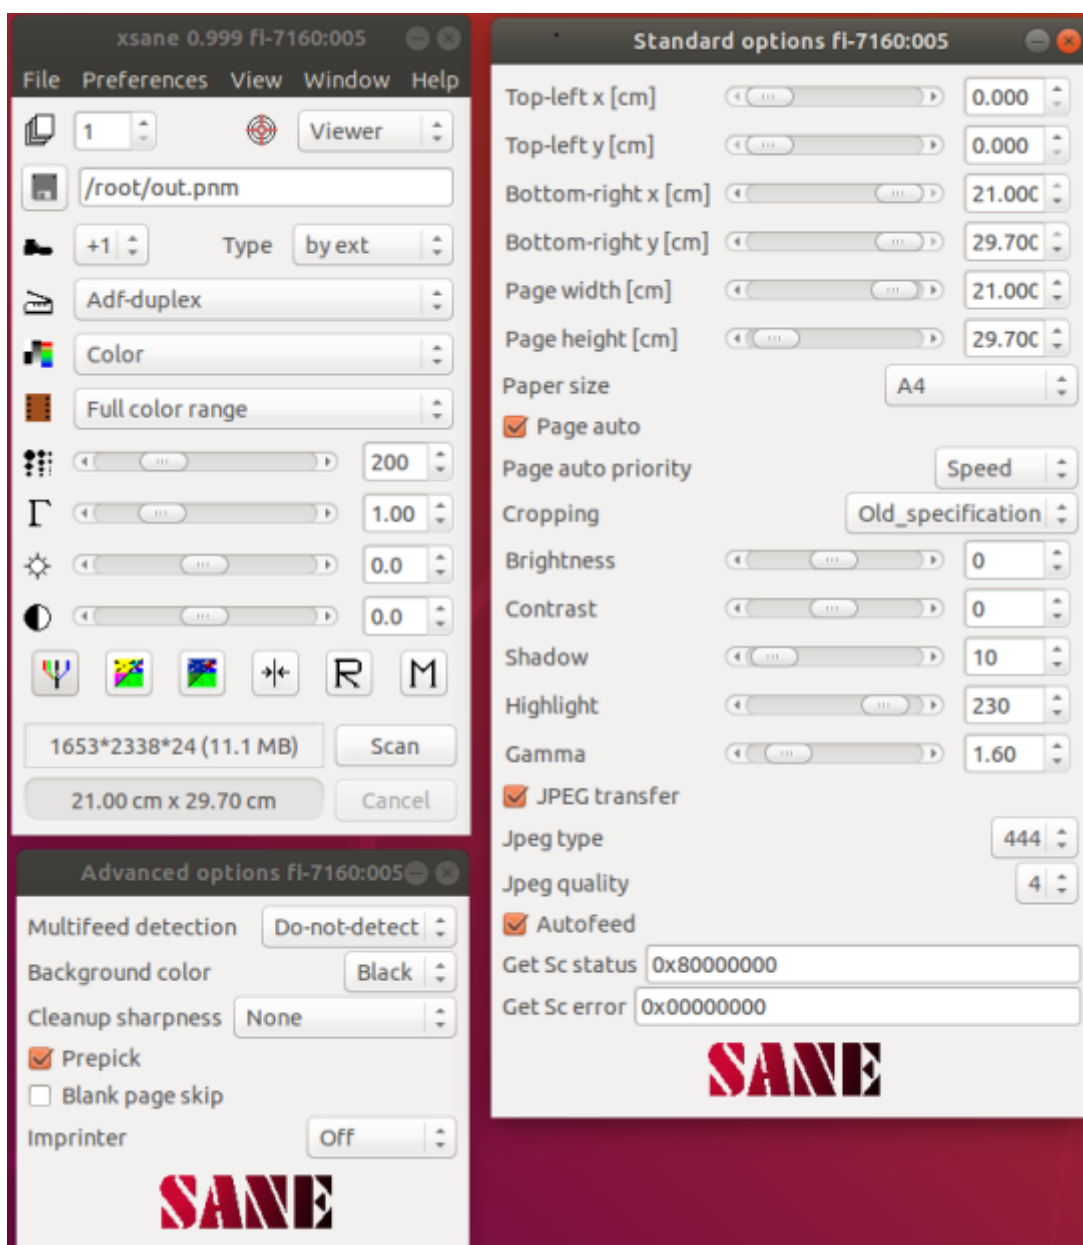 xsane 0.999 fi-7160:005
File Preferences View Window Help
1 Viewer
/root/out.pnm
+1 Type by ext
Adf-duplex
Color
Full color range
200
Γ 1.00
0.0
0.0
R M
1653*2338*24 (11.1 MB) Scan
21.00 cm x 29.70 cm Cancel
Advanced options fi-7160:005
Multifeed detection Do-not-detect
Background color Black
Cleanup sharpness None
Prepick
Blank page skip
Imprinter Off
SANE
Standard options fi-7160:005
Top-left x [cm] 0.000
Top-left y [cm] 0.000
Bottom-right x [cm] 21.000
Bottom-right y [cm] 29.700
Page width [cm] 21.000
Page height [cm] 29.700
Paper size A4
Page auto
Page auto priority Speed
Cropping Old_specification
Brightness 0
Contrast 0
Shadow 10
Highlight 230
Gamma 1.60
JPEG transfer
Jpeg type 444
Jpeg quality 4
Autofeed
Get Sc status 0x80000000
Get Sc error 0x00000000
SANE